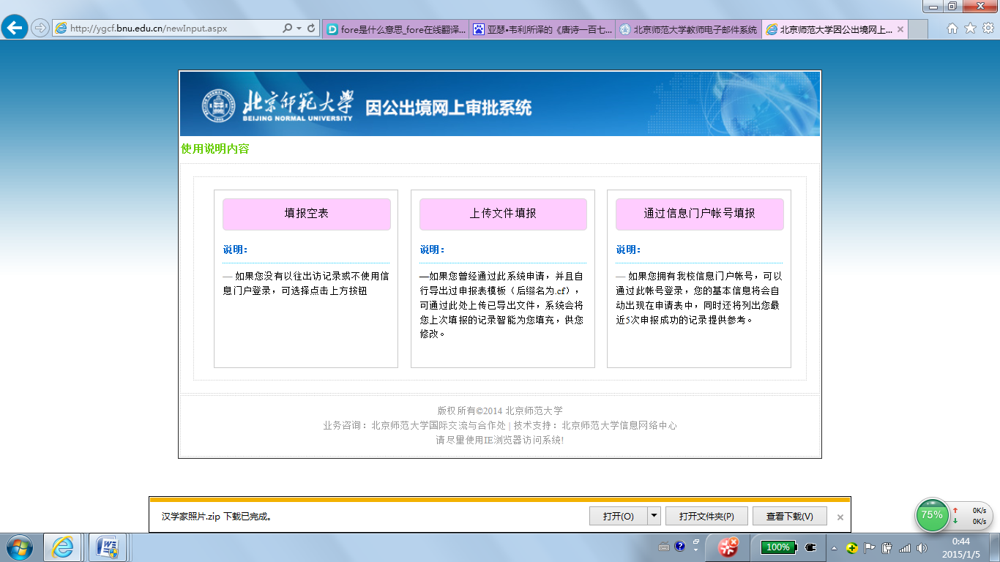 http://ygcf.bnu.edu.cn/newInput.aspx
fore是什么意思_fore在线翻译...
亚瑟•韦利所译的《唐诗一百七...
北京师范大学教师电子邮件系统
北京师范大学因公出境网上...
北京师范大学
BEIJING NORMAL UNIVERSITY
因公出境网上审批系统
使用说明内容
填报空表
说明：
— 如果您没有以往出访记录或不使用信
息门户登录，可选择点击上方按钮
上传文件填报
说明：
—如果您曾经通过此系统申请，并且自
行导出过申报表模板（后缀名为.cf），
可通过此处上传已导出文件，系统会将
您上次填报的记录智能为您填充，供您
修改。
通过信息门户帐号填报
说明：
— 如果您拥有我校信息门户帐号，可以
通过此帐号登录，您的基本信息将会自
动出现在申请表中，同时还将列出您最
近5次申报成功的记录提供参考。
版权所有©2014 北京师范大学
业务咨询：北京师范大学国际交流与合作处 | 技术支持：北京师范大学信息网络中心
请尽量使用IE浏览器访问系统!
汉学家照片.zip 下载已完成。
打开(O)
打开文件夹(P)
查看下载(V)
75%
0K/s
0K/s
100%
0:44
2015/1/5